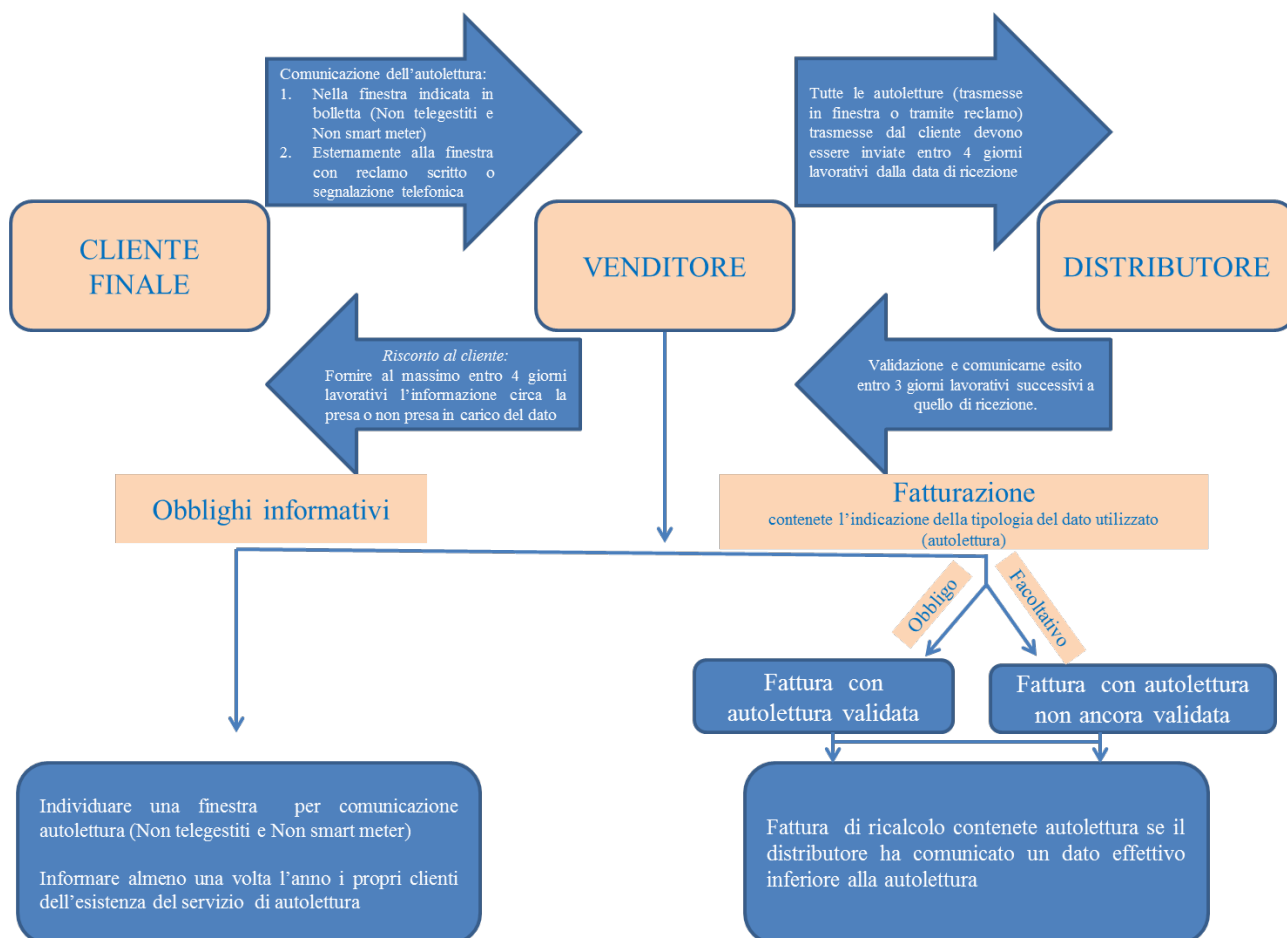 Comunicazione dell'autolettura:
1. Nella finestra indicata in
bolletta (Non telegestiti e
Non smart meter)
2. Esternamente alla finestra
con reclamo scritto o
segnalazione telefonica
Tutte le autoletture (trasmesse
in finestra o tramite reclamo)
trasmesse dal cliente devono
essere inviate entro 4 giorni
lavorativi dalla data di ricezione
CLIENTE
FINALE
VENDITORE
DISTRIBUTORE
Risconto al cliente:
Fornire al massimo entro 4 giorni
lavorativi l'informazione circa la
presa o non presa in carico del dato
Validazione e comunicarne esito
entro 3 giorni lavorativi successivi a
quello di ricezione.
Obblighi informativi
Fatturazione
contenete l'indicazione della tipologia del dato utilizzato
(autolettura)
Obbligo
Facoltativo
Fattura con
autolettura validata
Fattura con autolettura
non ancora validata
Individuare una finestra per comunicazione
autolettura (Non telegestiti e Non smart meter)
Informare almeno una volta l'anno i propri clienti
dell'esistenza del servizio di autolettura
Fattura di ricalcolo contenete autolettura se il
distributore ha comunicato un dato effettivo
inferiore alla autolettura